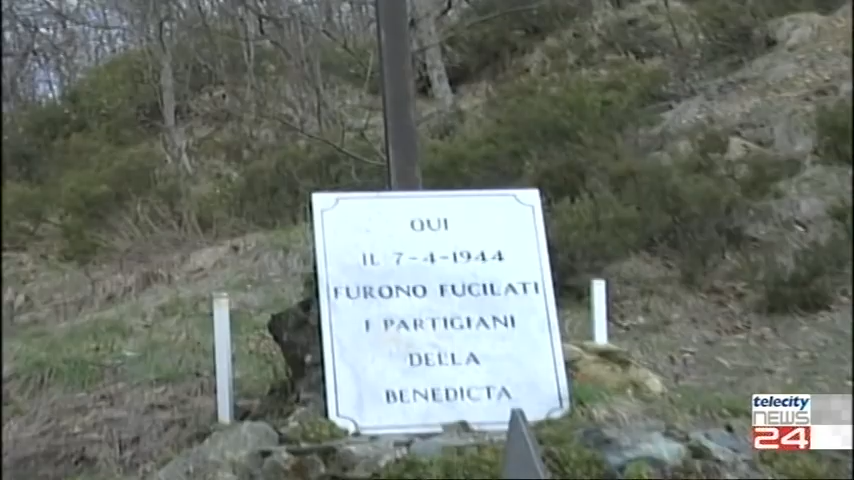 QUI
IL 7-4-1944
FURONO FUCILATI
I PARTIGIANI
DELLA
BENEDICTA
telecity
NEWS
24